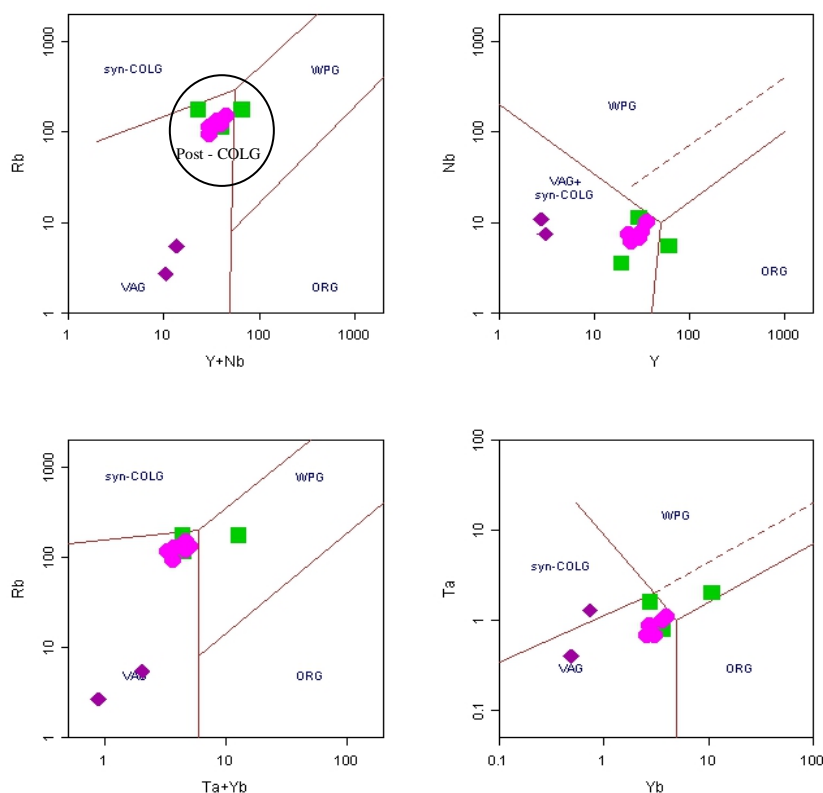 1000
100
10
1
Rb
syn-COLG
WPG
Post - COLG
VAG
ORG
1
10
100
1000
Y+Nb
1000
100
10
1
Nb
WPG
VAG+
syn-COLG
ORG
1
10
100
1000
Y
1000
100
10
1
Rb
syn-COLG
WPG
VAG
ORG
1
10
100
Ta+Yb
100
10
1
0.1
Ta
WPG
syn-COLG
VAG
ORG
0.1
1
10
100
Yb